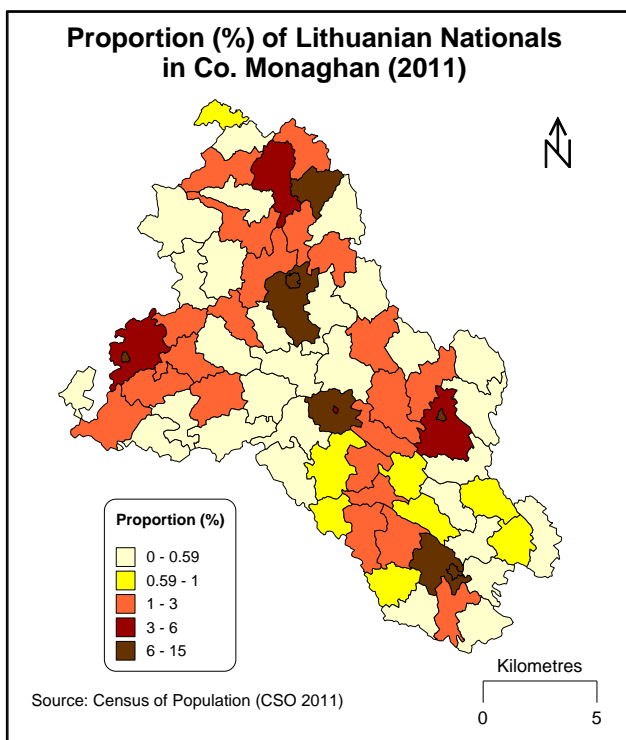 Proportion (%) of Lithuanian Nationals
in Co. Monaghan (2011)
N
Proportion (%)
0 - 0.59
0.59 - 1
1 - 3
3 - 6
6 - 15
Kilometres
0 5
Source: Census of Population (CSO 2011)